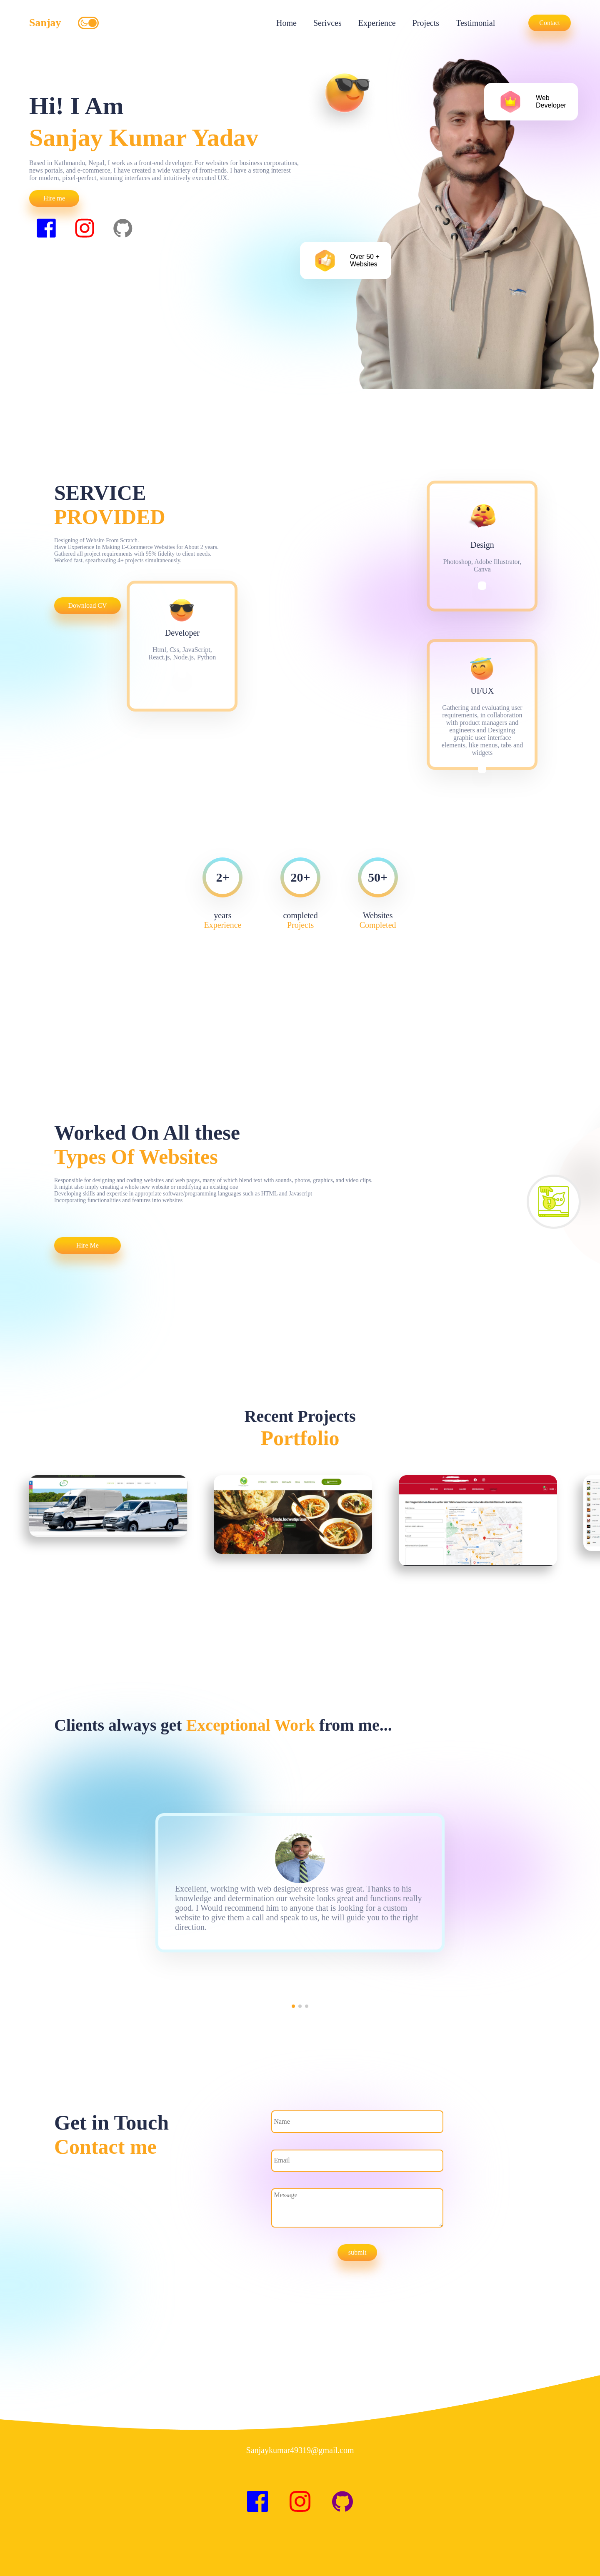 Sanjay
Home
Serivces
Experience
Projects
Testimonial
Contact
Hi! I Am
Sanjay Kumar Yadav
Based in Kathmandu, Nepal, I work as a front-end developer. For websites for business corporations,
news portals, and e-commerce, I have created a wide variety of front-ends. I have a strong interest
for modern, pixel-perfect, stunning interfaces and intuitively executed UX.
Hire me
Web
Developer
Over 50 +
Websites
SERVICE
PROVIDED
Designing of Website From Scratch.
Have Experience In Making E-Commerce Websites for About 2 years.
Gathered all project requirements with 95% fidelity to client needs.
Worked fast, spearheading 4+ projects simultaneously.
Download CV
Developer
Html, Css, JavaScript,
React.js, Node.js, Python
Design
Photoshop, Adobe Illustrator,
Canva
UI/UX
Gathering and evaluating user
requirements, in collaboration
with product managers and
engineers and Designing
graphic user interface
elements, like menus, tabs and
widgets
2+
years
Experience
20+
completed
Projects
50+
Websites
Completed
Worked On All these
Types Of Websites
Responsible for designing and coding websites and web pages, many of which blend text with sounds, photos, graphics, and video clips.
It might also imply creating a whole new website or modifying an existing one
Developing skills and expertise in appropriate software/programming languages such as HTML and Javascript
Incorporating functionalities and features into websites
Hire Me
Recent Projects
Portfolio
Clients always get Exceptional Work from me...
Excellent, working with web designer express was great. Thanks to his
knowledge and determination our website looks great and functions really
good. I Would recommend him to anyone that is looking for a custom
website to give them a call and speak to us, he will guide you to the right
direction.
Get in Touch
Contact me
Name
Email
Message
submit
Sanjaykumar49319@gmail.com